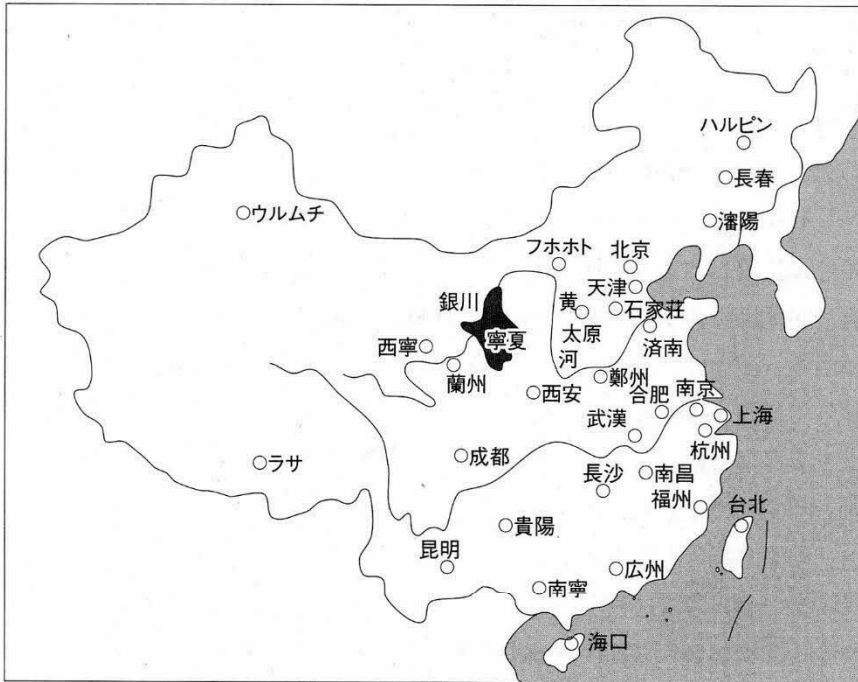 ハルピン
長春
瀋陽
ウルムチ
フホホト
北京
天津
銀川
黄
河
石家荘
太原
寧夏
済南
西寧
蘭州
鄭州
西安
合肥
南京
上海
武漢
杭州
成都
ラサ
長沙
南昌
福州
台北
貴陽
昆明
広州
南寧
海口